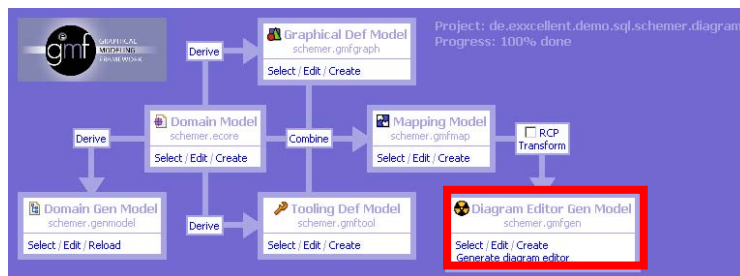 gmf GRAPHICAL
MODELING
FRAMEWORK
Derive
Graphical Def Model
schemer.gmfgraph
Select / Edit / Create
Project: de.exxcellent.demo.sql.schemer.diagram
Progress: 100% done
Derive
Domain Model
schemer.ecore
Select / Edit / Create
Combine
Mapping Model
schemer.gmfmap
Select / Edit / Create
RCP
Transform
Domain Gen Model
schemer.genmodel
Select / Edit / Reload
Derive
Tooling Def Model
schemer.gmftool
Select / Edit / Create
Diagram Editor Gen Model
schemer.gmfgen
Select / Edit / Create
Generate diagram editor